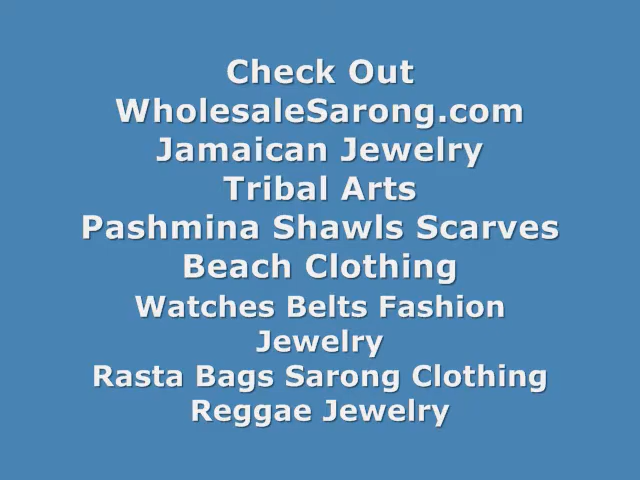 Check Out
WholesaleSarong.com
Jamaican Jewelry
Tribal Arts
Pashmina Shawls Scarves
Beach Clothing
Watches Belts Fashion
Jewelry
Rasta Bags Sarong Clothing
Reggae Jewelry